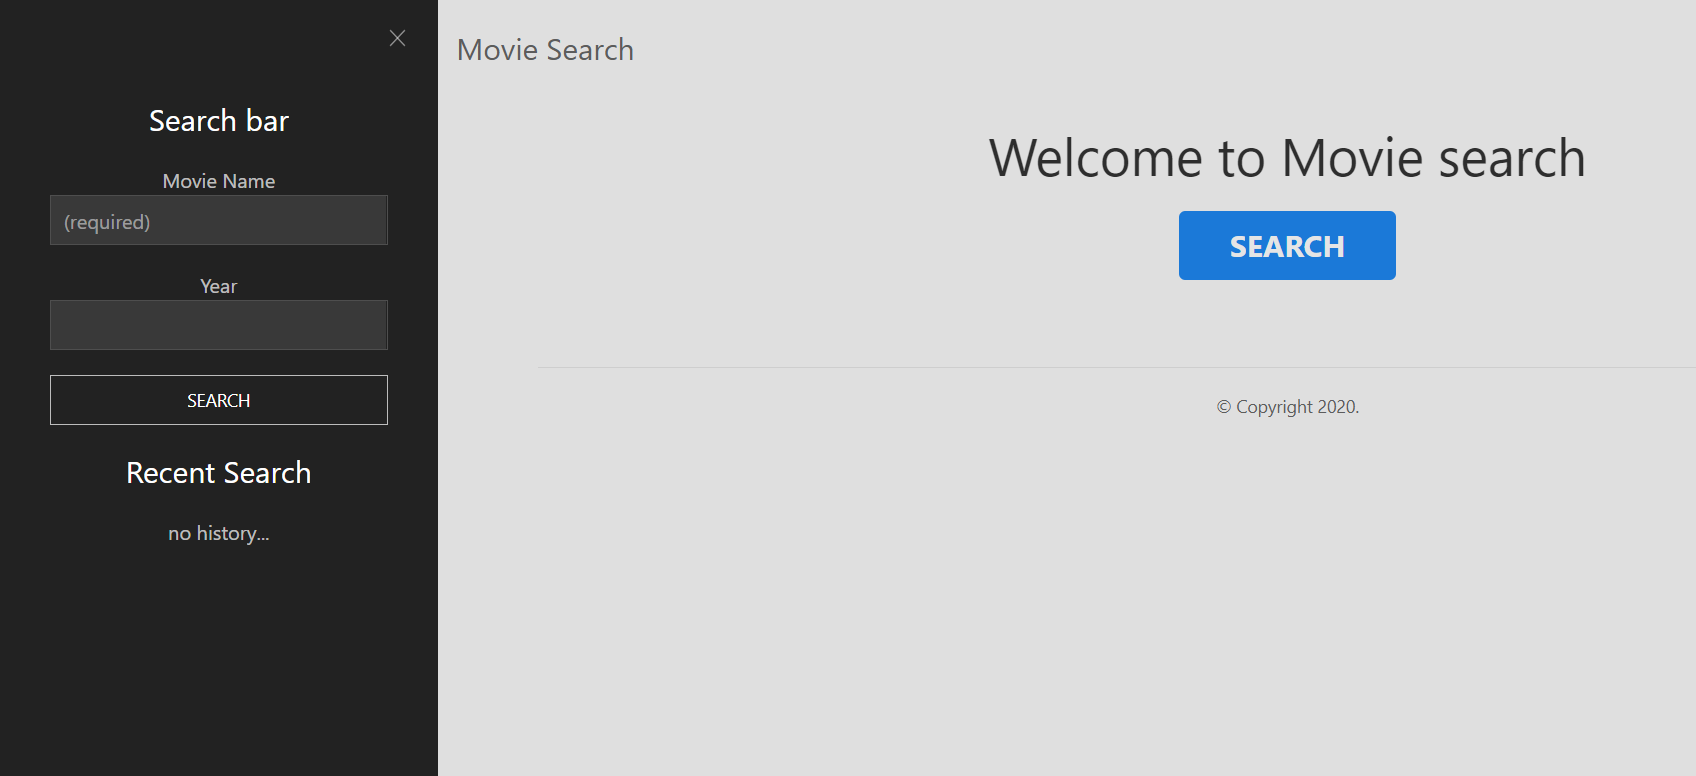 Search bar
Movie Name
(required)
Year
SEARCH
Recent Search
no history...
Movie Search
Welcome to Movie search
SEARCH
© Copyright 2020.